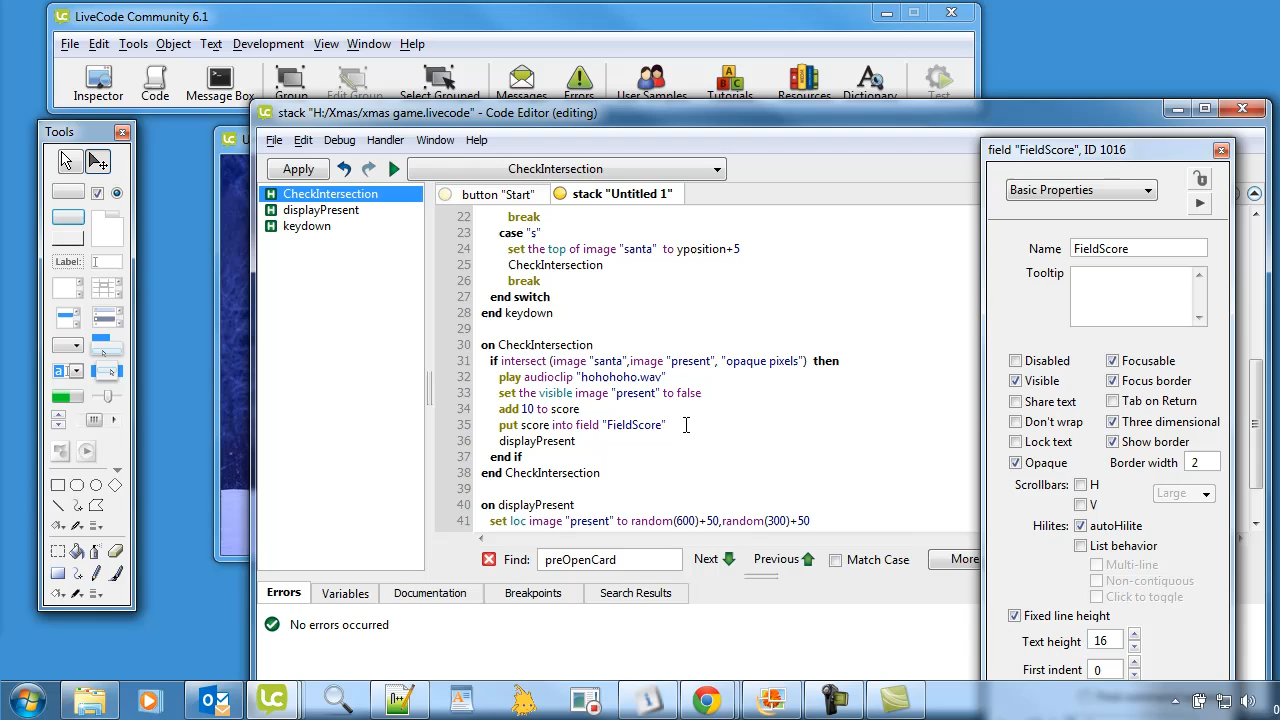 LiveCode Community 6.1
File Edit Tools Object Text Development View Window Help
Inspector Code Message Box Group Edit Group Select Grouped Messages Errors User Samples Tutorials Resources Dictionary Test
Tools
Label:
stack "H:/Xmas/xmas game.livecode" - Code Editor (editing)
File Edit Debug Handler Window Help
Apply CheckIntersection
CheckIntersection
displayPresent
keydown
button "Start" stack "Untitled 1"
22 break
23 case "s"
24 set the top of image "santa" to yposition+5
25 CheckIntersection
26 break
27 end switch
28 end keydown
29
30 on CheckIntersection
31 if intersect (image "santa",image "present", "opaque pixels") then
32 play audioclip "hohohoho.wav"
33 set the visible image "present" to false
34 add 10 to score
35 put score into field "FieldScore"
36 displayPresent
37 end if
38 end CheckIntersection
39
40 on displayPresent
41 set loc image "present" to random(600)+50,random(300)+50
Find: preOpenCard Next Previous Match Case More
Errors Variables Documentation Breakpoints Search Results
No errors occurred
field "FieldScore", ID 1016
Basic Properties
Name FieldScore
Tooltip
Disabled Focusable
Visible Focus border
Share text Tab on Return
Don't wrap Three dimensional
Lock text Show border
Opaque Border width 2
Scrollbars: H Large
V
Hilites: autoHilite
List behavior
Multi-line
Non-contiguous
Click to toggle
Fixed line height
Text height 16
First indent 0